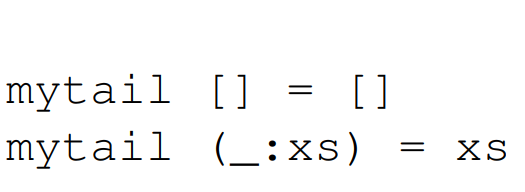 mytail [] = []
mytail (_:xs) = xs